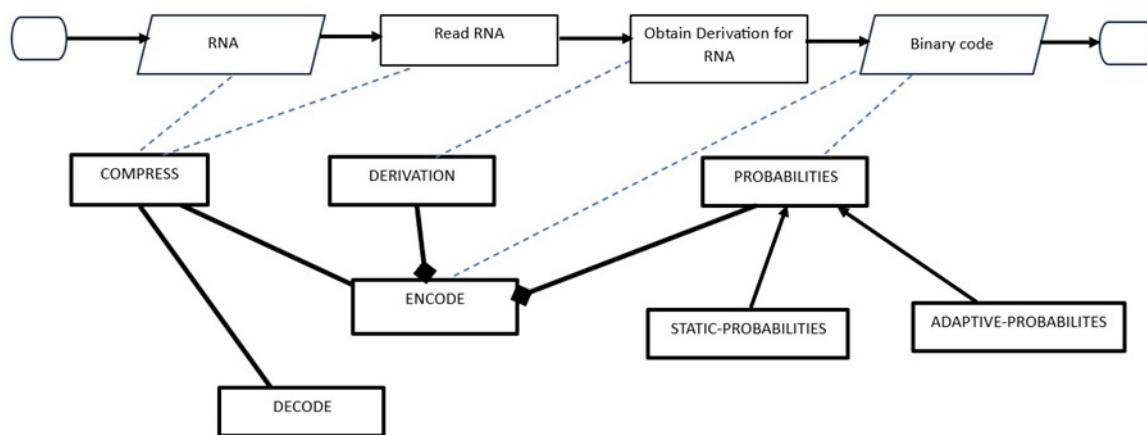 RNA
Read RNA
Obtain Derivation for
RNA
Binary code
COMPRESS
DERIVATION
PROBABILITIES
ENCODE
STATIC-PROBABILITIES
ADAPTIVE-PROBABILITES
DECODE